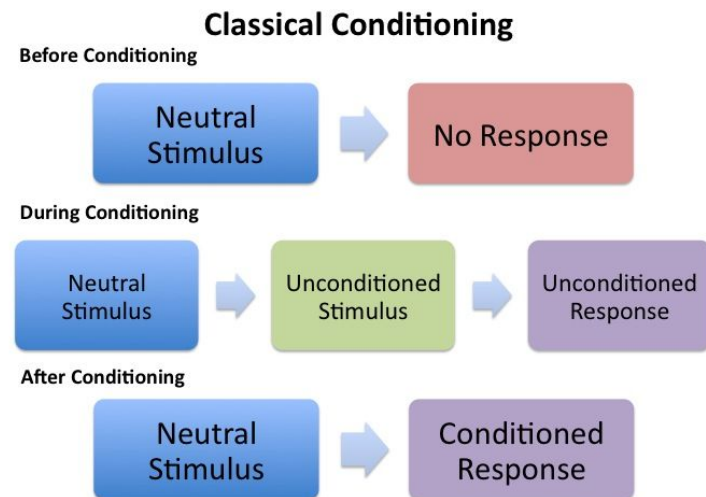 Classical Conditioning
Before Conditioning
Neutral
Stimulus
No Response
During Conditioning
Neutral
Stimulus
Unconditioned
Stimulus
Unconditioned
Response
After Conditioning
Neutral
Stimulus
Conditioned
Response